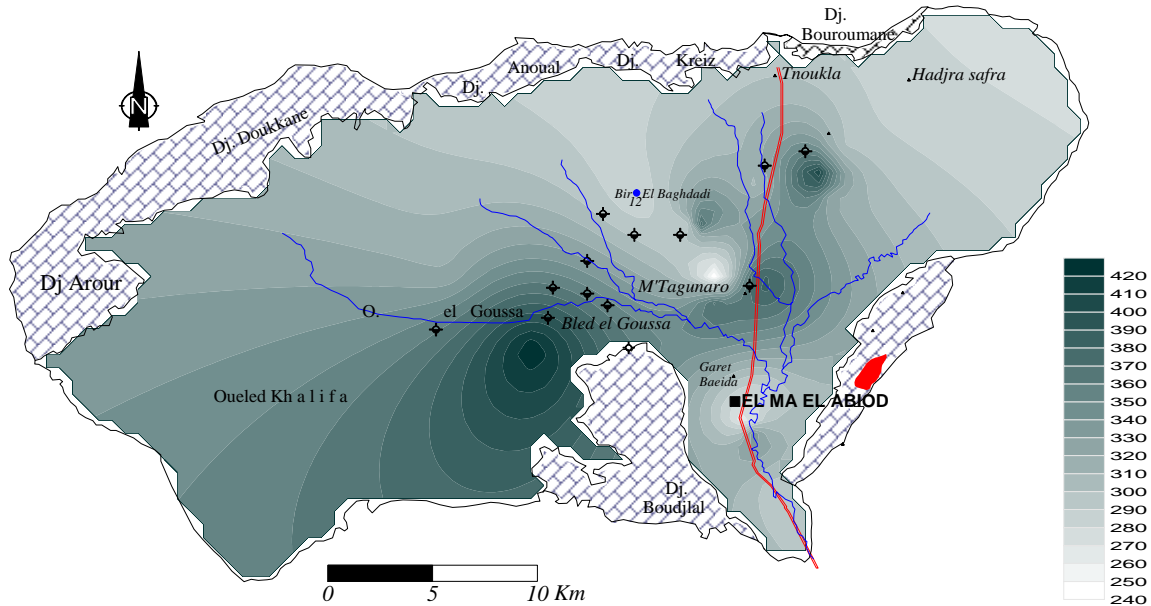 Dj.
Bouroumane
Anoual
Dj.
Kreiz
Tnoukla
Hadjra safra
Dj.
N
Dj. Doukkane
Bir El Baghdadi
12
Dj Arour
M'Tagunaro
O.
el Goussa
Bled el Goussa
Garet
Baeida
Oueled Kh a l i f a
EL MA EL ABIOD
Dj.
Boudjlal
0
5
10 Km
420
410
400
390
380
370
360
350
340
330
320
310
300
290
280
270
260
250
240